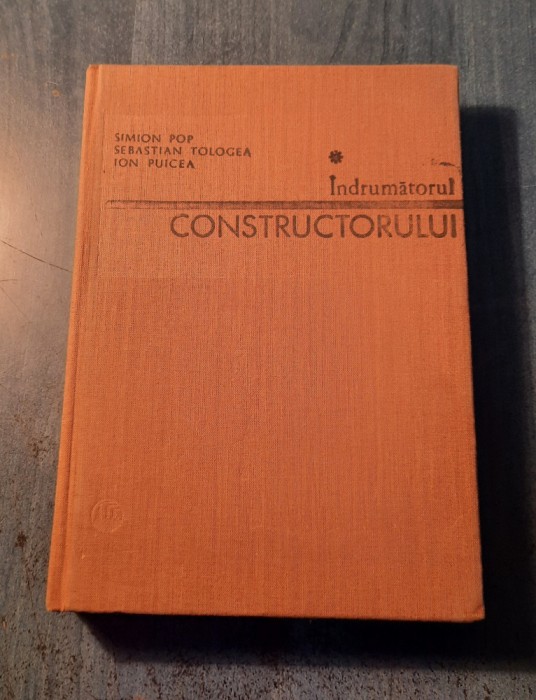 SIMION POP
SEBASTIAN TOLOGEA
ION PUICEA
*
Îndrumătorul
CONSTRUCTORULUI